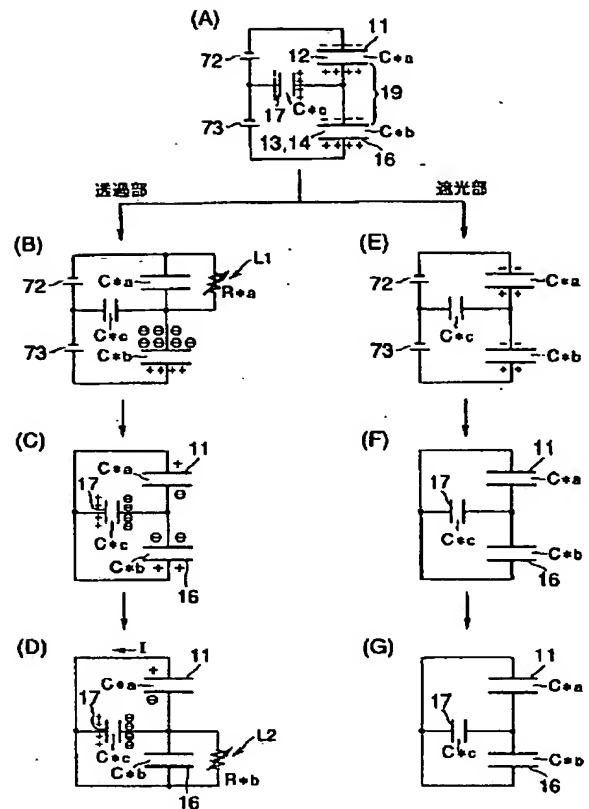 (A)
11
72
12
C*a
17
C*c
19
73
13,14
C*b
16
透過部
遮光部
(B)
L1
72
C*a
R*a
C*c
73
C*b
(E)
72
C*a
C*c
73
C*b
(C)
C*a
11
17
C*c
C*b
16
(F)
11
C*a
17
C*c
C*b
16
(D)
I
11
C*a
17
L2
C*c
C*b
R*b
16
(G)
11
C*a
17
C*c
C*b
16